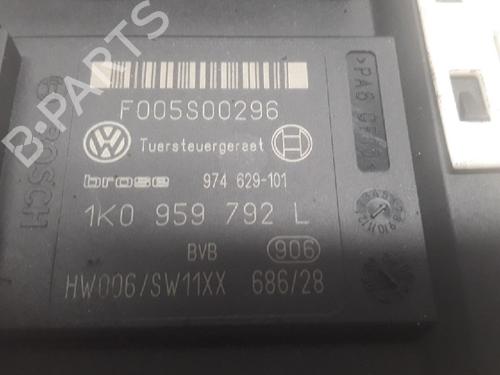 F005S00296
Tuersteuergeraet
brose 974 629-101
1K0 959 792 L
BVB 906
HW006/SW11XX 686/28
BOSCH
B-PARTS